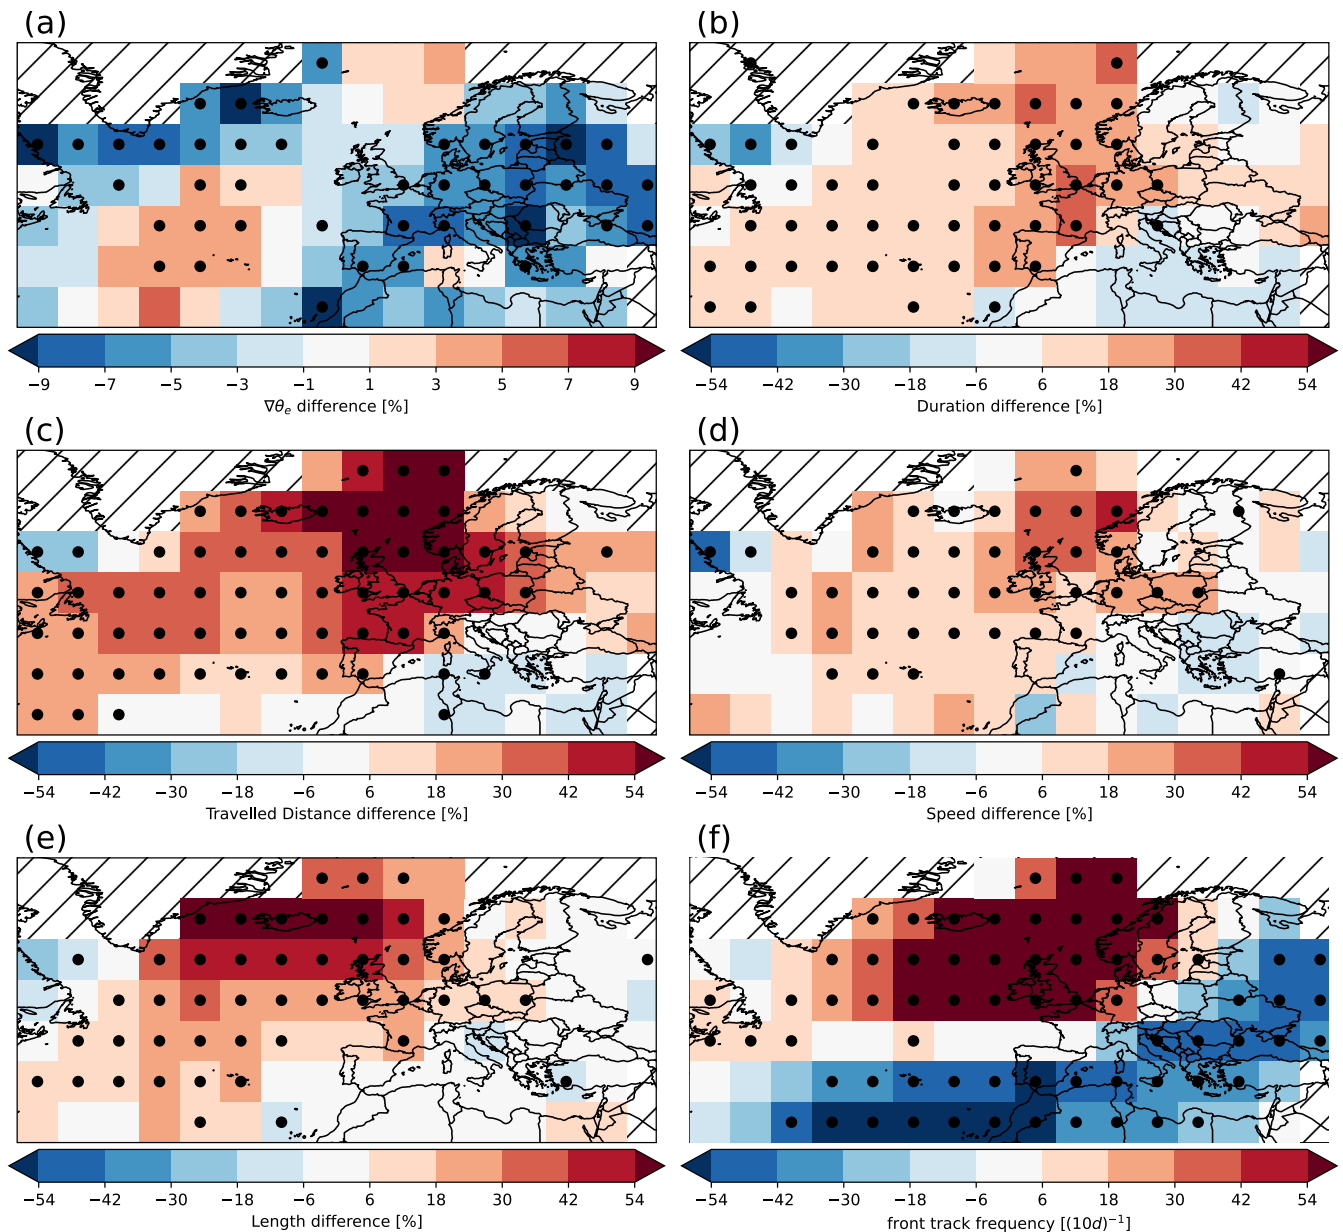 (a)
(b)
−9 −7 −5 −3 −1 1 3 5 7 9
∇θe difference [%]
−54 −42 −30 −18 −6 6 18 30 42 54
Duration difference [%]
(c)
(d)
−54 −42 −30 −18 −6 6 18 30 42 54
Travelled Distance difference [%]
−54 −42 −30 −18 −6 6 18 30 42 54
Speed difference [%]
(e)
(f)
−54 −42 −30 −18 −6 6 18 30 42 54
Length difference [%]
−54 −42 −30 −18 −6 6 18 30 42 54
front track frequency [(10d)⁻¹]